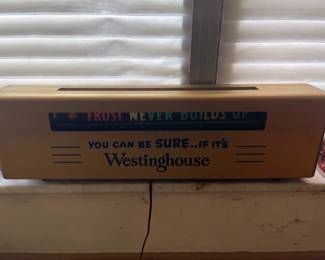 FROST NEVER BUILDS UP
YOU CAN BE SURE..IF IT'S
Westinghouse